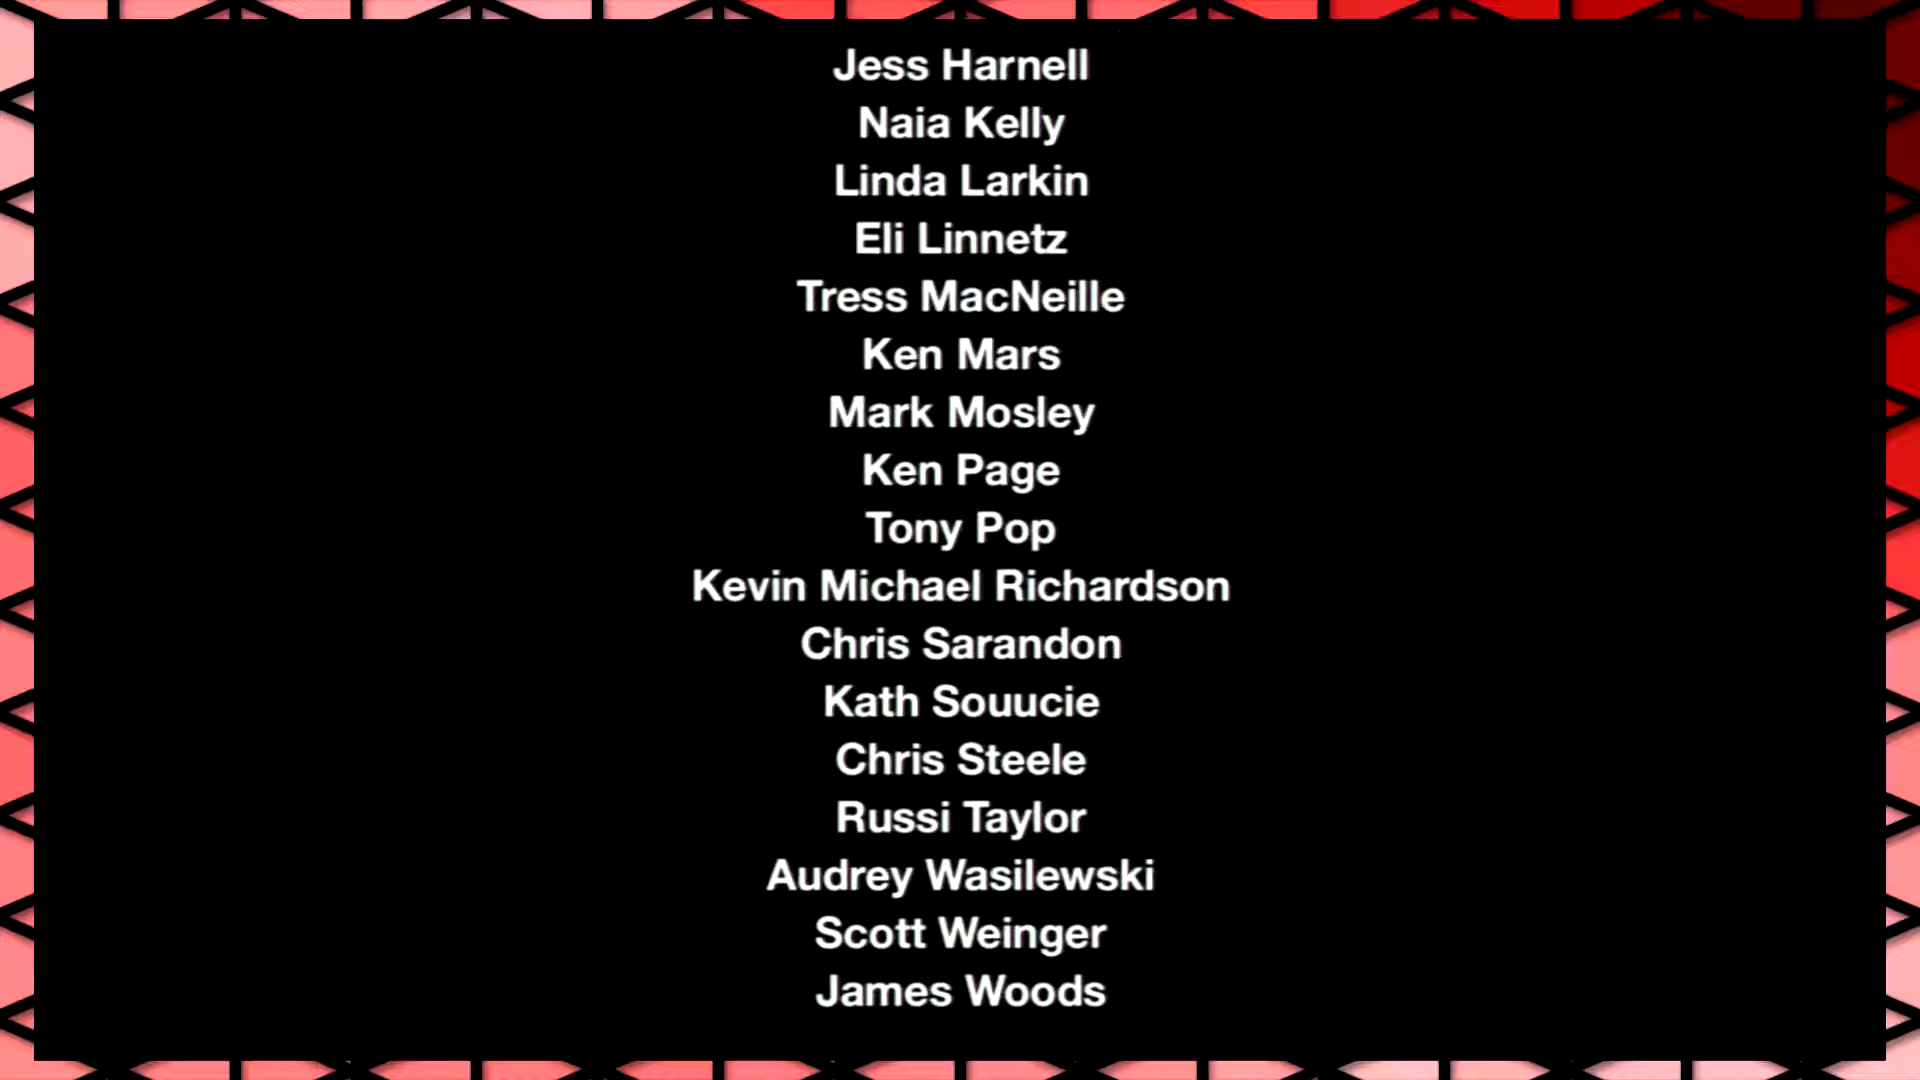 Jess Harnell
Naia Kelly
Linda Larkin
Eli Linnetz
Tress MacNeille
Ken Mars
Mark Mosley
Ken Page
Tony Pop
Kevin Michael Richardson
Chris Sarandon
Kath Souucie
Chris Steele
Russi Taylor
Audrey Wasilewski
Scott Weinger
James Woods